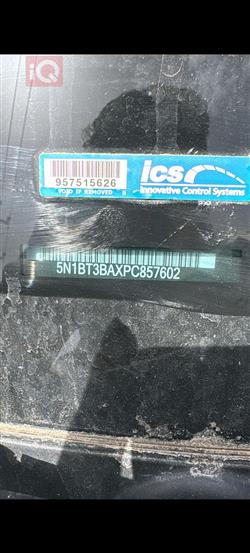 iQ
957515626
VOID IF REMOVED
ics
Innovative Control Systems
5N1BT3BAXPC857602